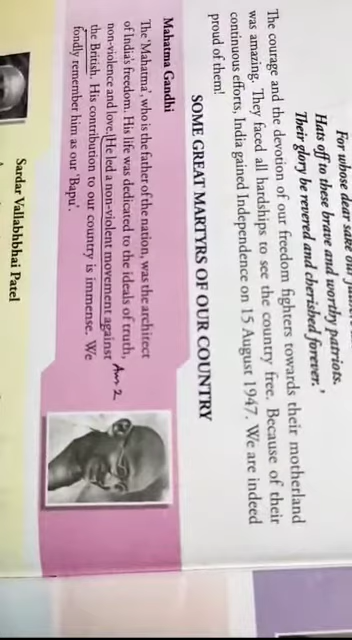 For whose dear sake our
Hats off to these brave and worthy patriots.
Their glory be revered and cherished forever.'
The courage and the devotion of our freedom fighters towards their motherland
was amazing. They faced all hardships to see the country free. Because of their
continuous efforts, India gained Independence on 15 August 1947. We are indeed
proud of them!
SOME GREAT MARTYRS OF OUR COUNTRY
Mahatma Gandhi
The 'Mahatma', who is the father of the nation, was the architect
of India's freedom. His life was dedicated to the ideals of truth,
non-violence and love. He led a non-violent movement against Ans 2
the British. His contribution to our country is immense. We
fondly remember him as our 'Bapu'.
Sardar Vallabhbhai Patel